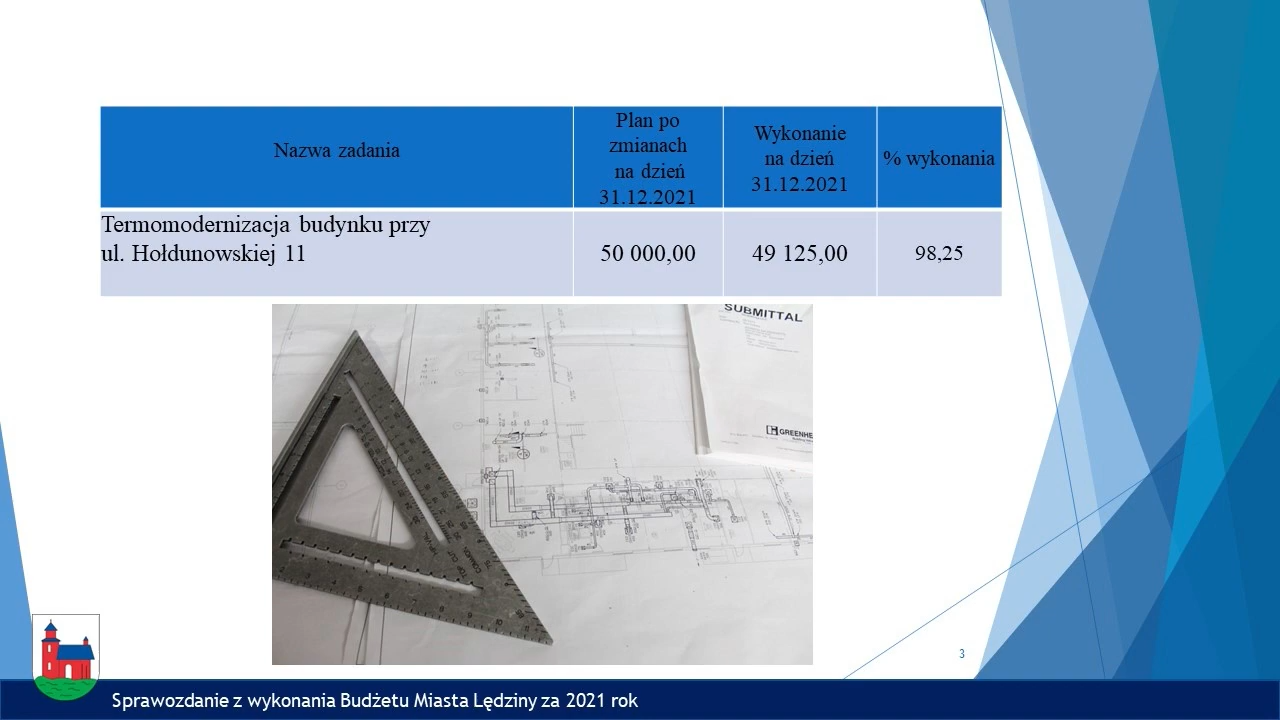 Nazwa zadania
Plan po
zmianach
na dzień
31.12.2021
Wykonanie
na dzień
31.12.2021
% wykonania
Termomodernizacja budynku przy
ul. Hołdunowskiej 11
50 000,00
49 125,00
98,25
SUBMITTAL
GREENHE
3
Sprawozdanie z wykonania Budżetu Miasta Lędziny za 2021 rok